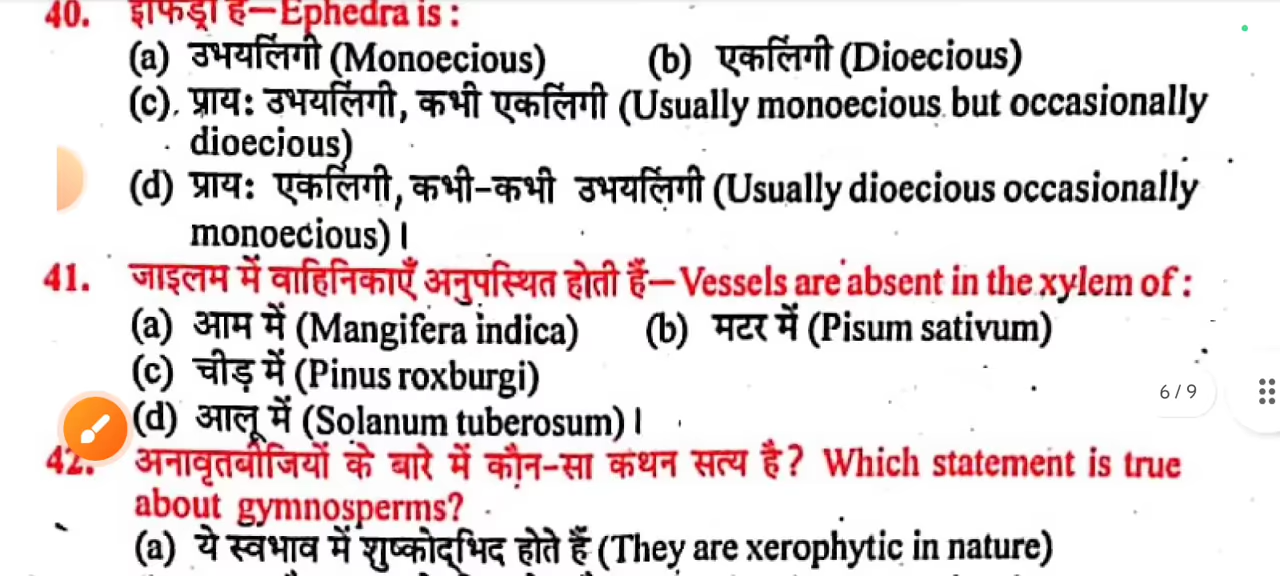 40. इफिड्रा है—Ephedra is :
(a) उभयलिंगी (Monoecious) (b) एकलिंगी (Dioecious)
(c). प्राय: उभयलिंगी, कभी एकलिंगी (Usually monoecious but occasionally
dioecious)
(d) प्राय: एकलिंगी, कभी-कभी उभयलिंगी (Usually dioecious occasionally
monoecious) ।
41. जाइलम में वाहिनिकाएँ अनुपस्थित होती हैं—Vessels are absent in the xylem of :
(a) आम में (Mangifera indica) (b) मटर में (Pisum sativum)
(c) चीड़ में (Pinus roxburgi)
6/9
(d) आलू में (Solanum tuberosum) ।
42. अनावृतबीजियों के बारे में कौन-सा कथन सत्य है? Which statement is true
about gymnosperms?
(a) ये स्वभाव में शुष्कोद्भिद होते हैं (They are xerophytic in nature)